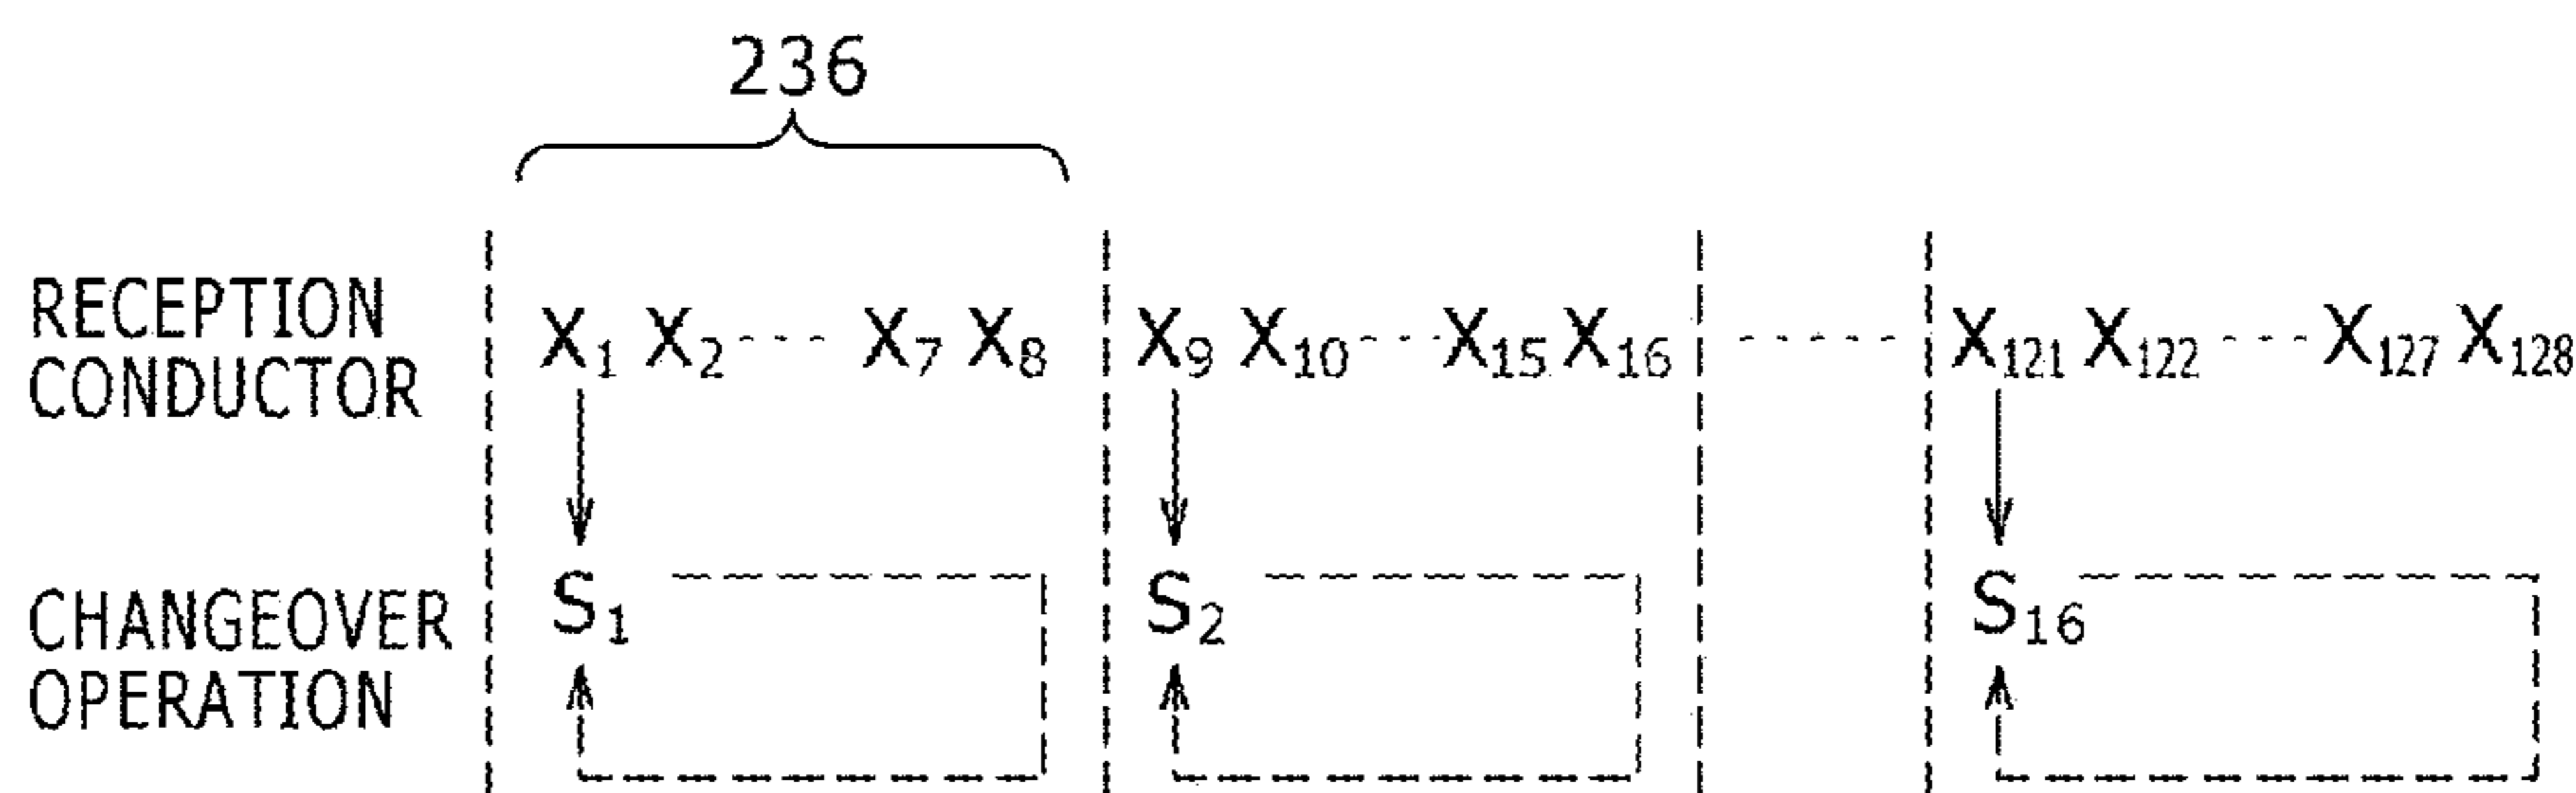 236
RECEPTION
CONDUCTOR
X₁ X₂ ---- X₇ X₈ X₉ X₁₀ ---- X₁₅ X₁₆ ------ X₁₂₁ X₁₂₂ ---- X₁₂₇ X₁₂₈
CHANGEOVER
OPERATION
S₁ S₂ S₁₆